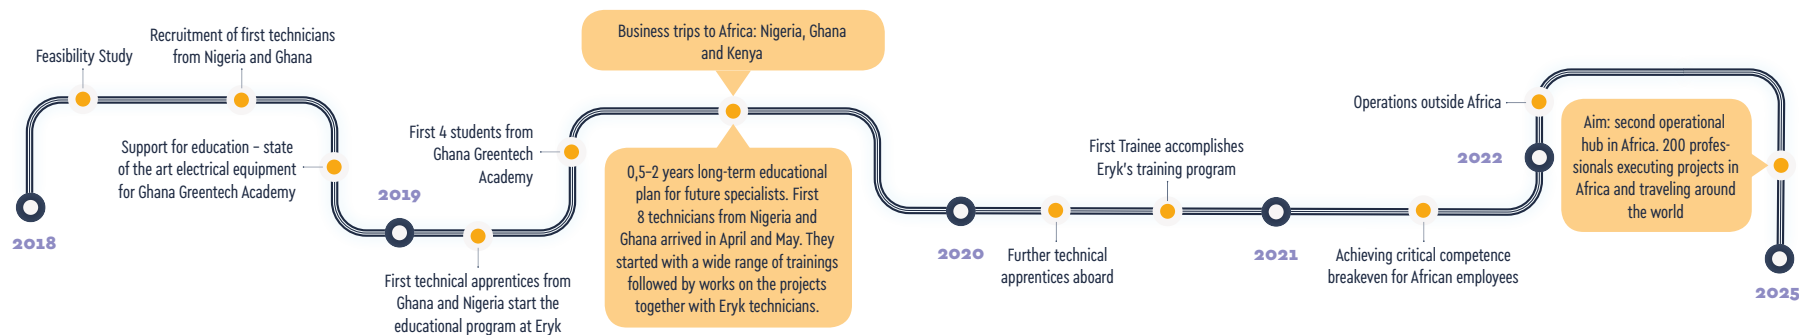 Feasibility Study
2018
Recruitment of first technicians
from Nigeria and Ghana
Support for education – state
of the art electrical equipment
for Ghana Greentech Academy
2019
First technical apprentices from
Ghana and Nigeria start the
educational program at Eryk
First 4 students from
Ghana Greentech
Academy
Business trips to Africa: Nigeria, Ghana
and Kenya
0,5–2 years long-term educational
plan for future specialists. First
8 technicians from Nigeria and
Ghana arrived in April and May. They
started with a wide range of trainings
followed by works on the projects
together with Eryk technicians.
2020
Further technical
apprentices aboard
First Trainee accomplishes
Eryk's training program
2021
Achieving critical competence
breakeven for African employees
2022
Operations outside Africa
Aim: second operational
hub in Africa. 200 profes-
sionals executing projects in
Africa and traveling around
the world
2025